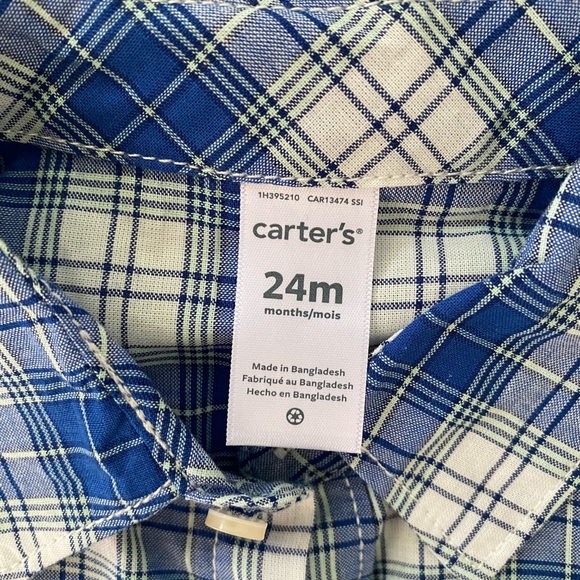 1H395210 CAR13474 SSI
carter's®
24m
months/mois
Made in Bangladesh
Fabriqué au Bangladesh
Hecho en Bangladesh